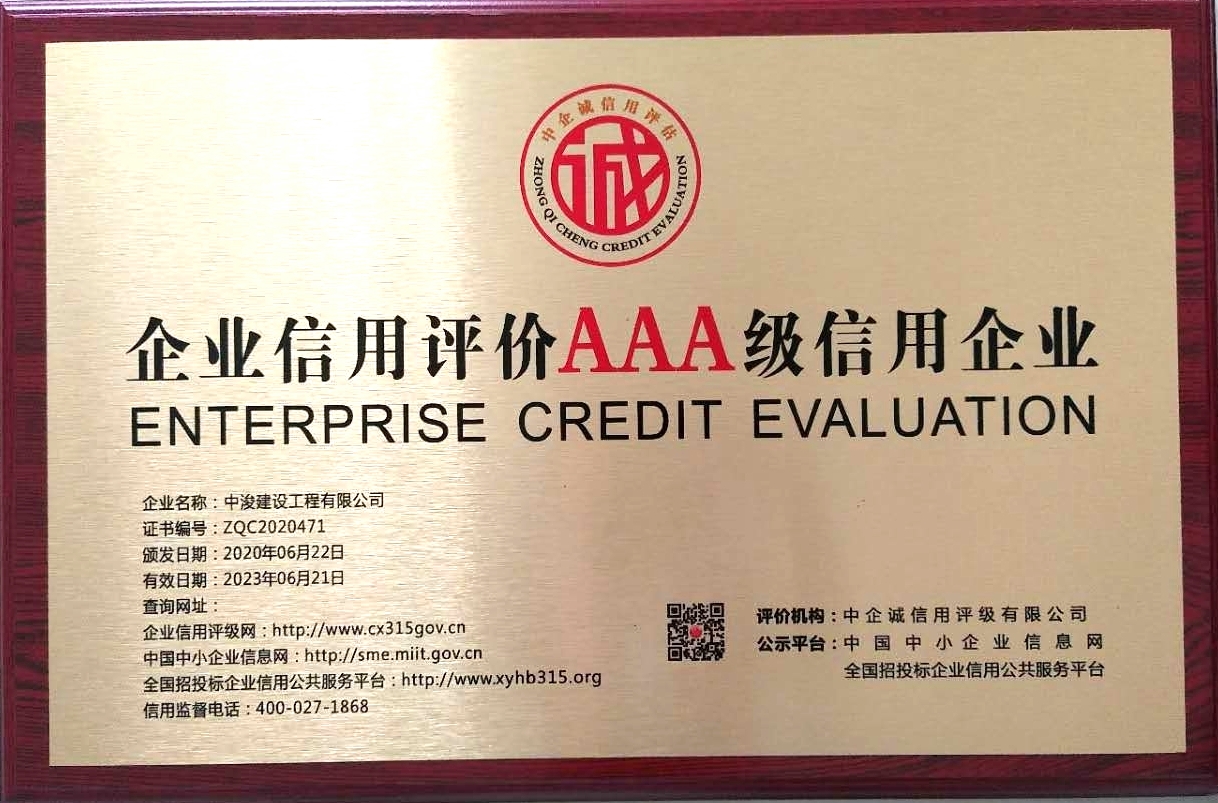 中企诚信用评估
诚
ZHONG QI CHENG CREDIT EVALUATION
企业信用评价AAA级信用企业
ENTERPRISE CREDIT EVALUATION
企业名称：中浚建设工程有限公司
证书编号：ZQC2020471
颁发日期：2020年06月22日
有效日期：2023年06月21日
查询网址：
企业信用评级网：http://www.cx315gov.cn
中国中小企业信息网：http://sme.miit.gov.cn
全国招投标企业信用公共服务平台：http://www.xyhb315.org
信用监督电话：400-027-1868
评价机构：中企诚信用评级有限公司
公示平台：中国中小企业信息网
全国招投标企业信用公共服务平台